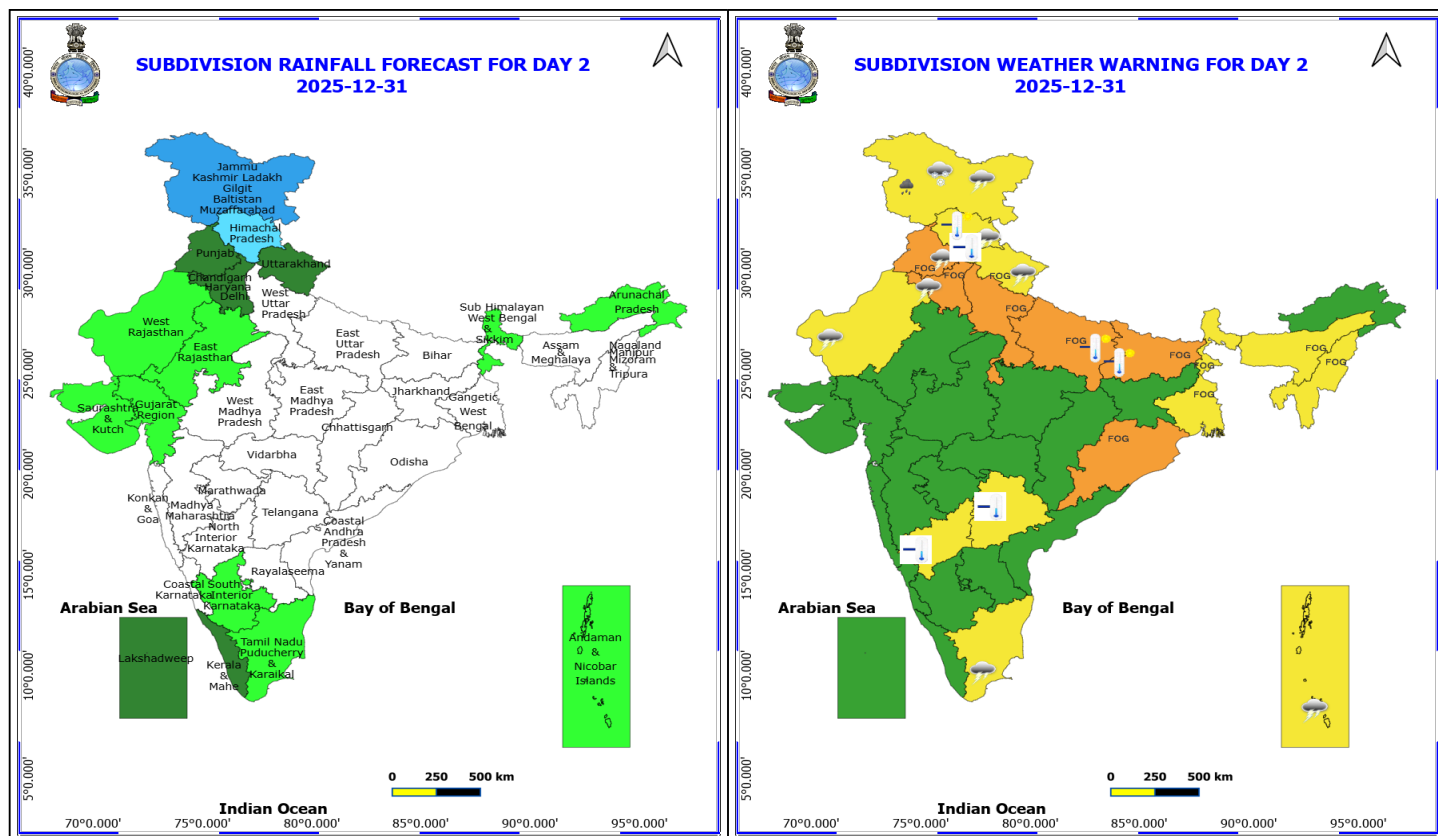 SUBDIVISION RAINFALL FORECAST FOR DAY 2
2025-12-31
40°0.000'
35°0.000'
30°0.000'
25°0.000'
20°0.000'
15°0.000'
10°0.000'
5°0.000'
Jammu
Kashmir Ladakh
Gilgit
Baltistan
Muzaffarabad
Himachal
Pradesh
Punjab
Uttarakhand
Chandigarh
Haryana
Delhi
West
Uttar
Pradesh
West
Rajasthan
East
Rajasthan
East
Uttar
Pradesh
Bihar
Sub Himalayan
West Bengal
&
Sikkim
Arunachal
Pradesh
Assam
&
Meghalaya
Nagaland
Manipur
Mizoram
&
Tripura
Saurashtra
&
Kutch
Gujarat
Region
West
Madhya
Pradesh
East
Madhya
Pradesh
Jharkhand
Gangetic
West
Bengal
Chhattisgarh
Vidarbha
Odisha
Konkan
&
Goa
Madhya
Maharashtra
Marathwada
Telangana
North
Interior
Karnataka
Coastal
Andhra
Pradesh
&
Yanam
Rayalaseema
Coastal
Karnataka
South
Interior
Karnataka
Arabian Sea
Bay of Bengal
Lakshadweep
Kerala
&
Mahe
Tamil Nadu
Puducherry
&
Karaikal
Andaman
&
Nicobar
Islands
0 250 500 km
Indian Ocean
70°0.000' 75°0.000' 80°0.000' 85°0.000' 90°0.000' 95°0.000'
SUBDIVISION WEATHER WARNING FOR DAY 2
2025-12-31
40°0.000'
35°0.000'
30°0.000'
25°0.000'
20°0.000'
15°0.000'
10°0.000'
5°0.000'
FOG
FOG
FOG
FOG
FOG
FOG
FOG
FOG
FOG
FOG
FOG
Arabian Sea
Bay of Bengal
0 250 500 km
Indian Ocean
70°0.000' 75°0.000' 80°0.000' 85°0.000' 90°0.000' 95°0.000'